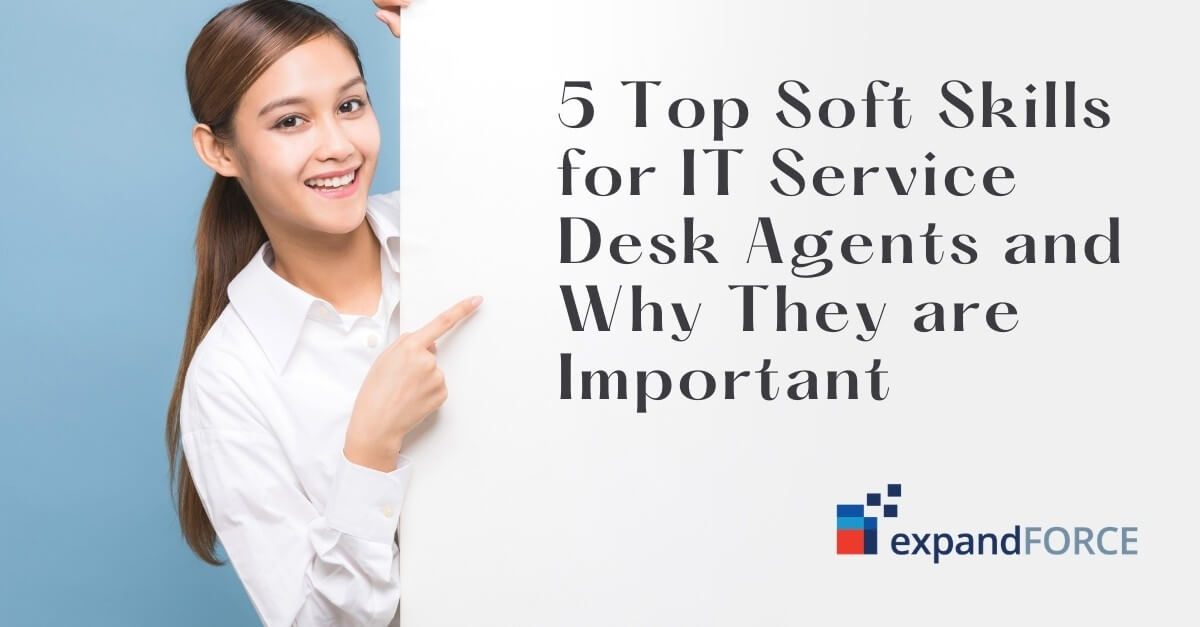 5 Top Soft Skills
for IT Service
Desk Agents and
Why They are
Important
expandFORCE